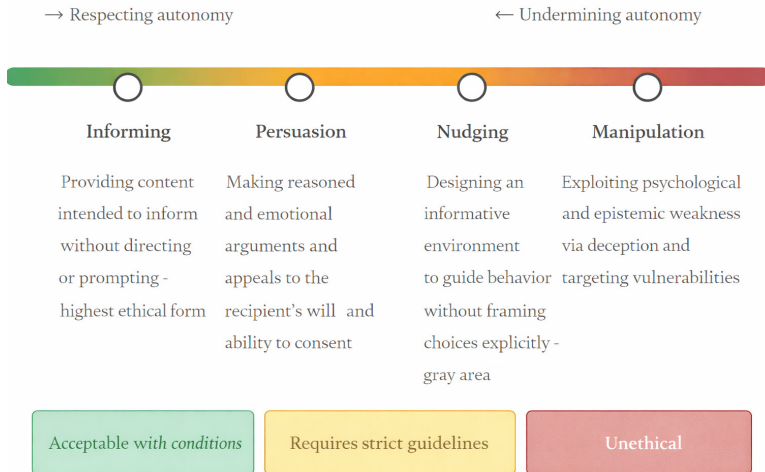 → Respecting autonomy
← Undermining autonomy
Informing
Providing content
intended to inform
without directing
or prompting -
highest ethical form
Persuasion
Making reasoned
and emotional
arguments and
appeals to the
recipient's will and
ability to consent
Nudging
Designing an
informative
environment
to guide behavior
without framing
choices explicitly -
gray area
Manipulation
Exploiting psychological
and epistemic weakness
via deception and
targeting vulnerabilities
Acceptable with conditions
Requires strict guidelines
Unethical